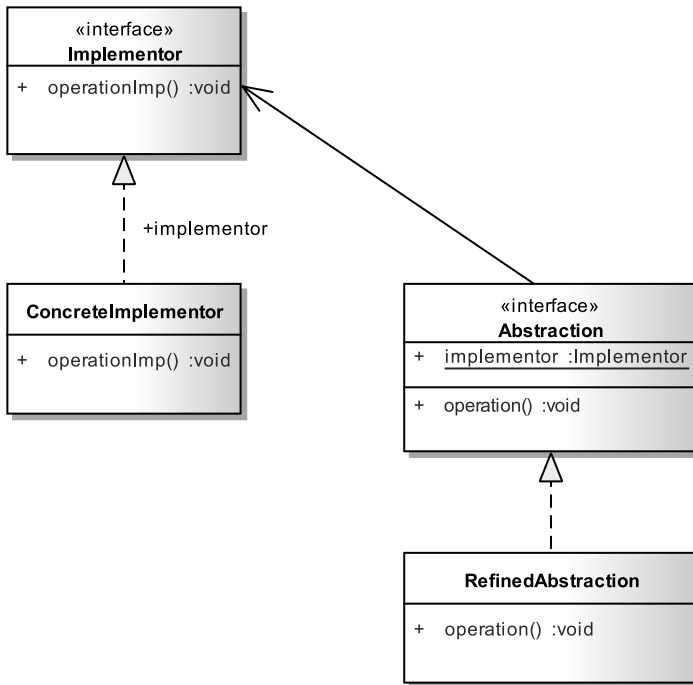 «interface»
Implementor
+ operationImp() :void
+implementor
ConcreteImplementor
+ operationImp() :void
«interface»
Abstraction
+ implementor :Implementor
+ operation() :void
RefinedAbstraction
+ operation() :void